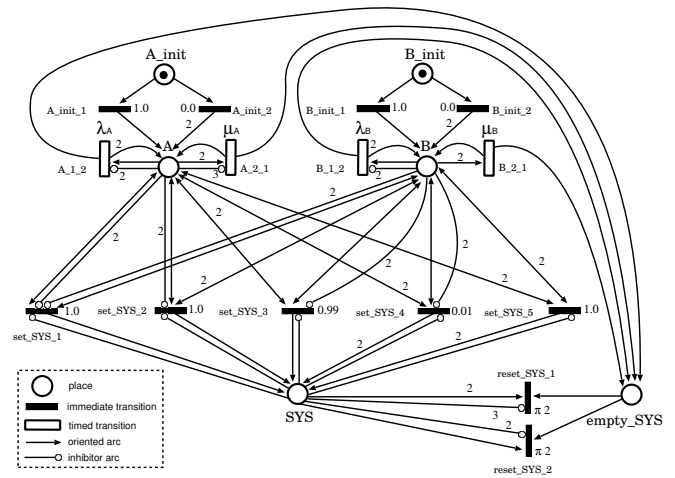 A_init
B_init
A_init_1
1.0
0.0
A_init_2
B_init_1
1.0
0.0
B_init_2
2
2
λA
μA
λB
μB
2
A
2
2
B
2
A_1_2
2
3
A_2_1
B_1_2
2
B_2_1
2
2
2
2
2
2
2
2
2
set_SYS_1
1.0
set_SYS_2
1.0
set_SYS_3
0.99
set_SYS_4
0.01
set_SYS_5
1.0
2
2
SYS
2
3
reset_SYS_1
π 2
2
π 2
reset_SYS_2
empty_SYS
place
immediate transition
timed transition
oriented arc
inhibitor arc